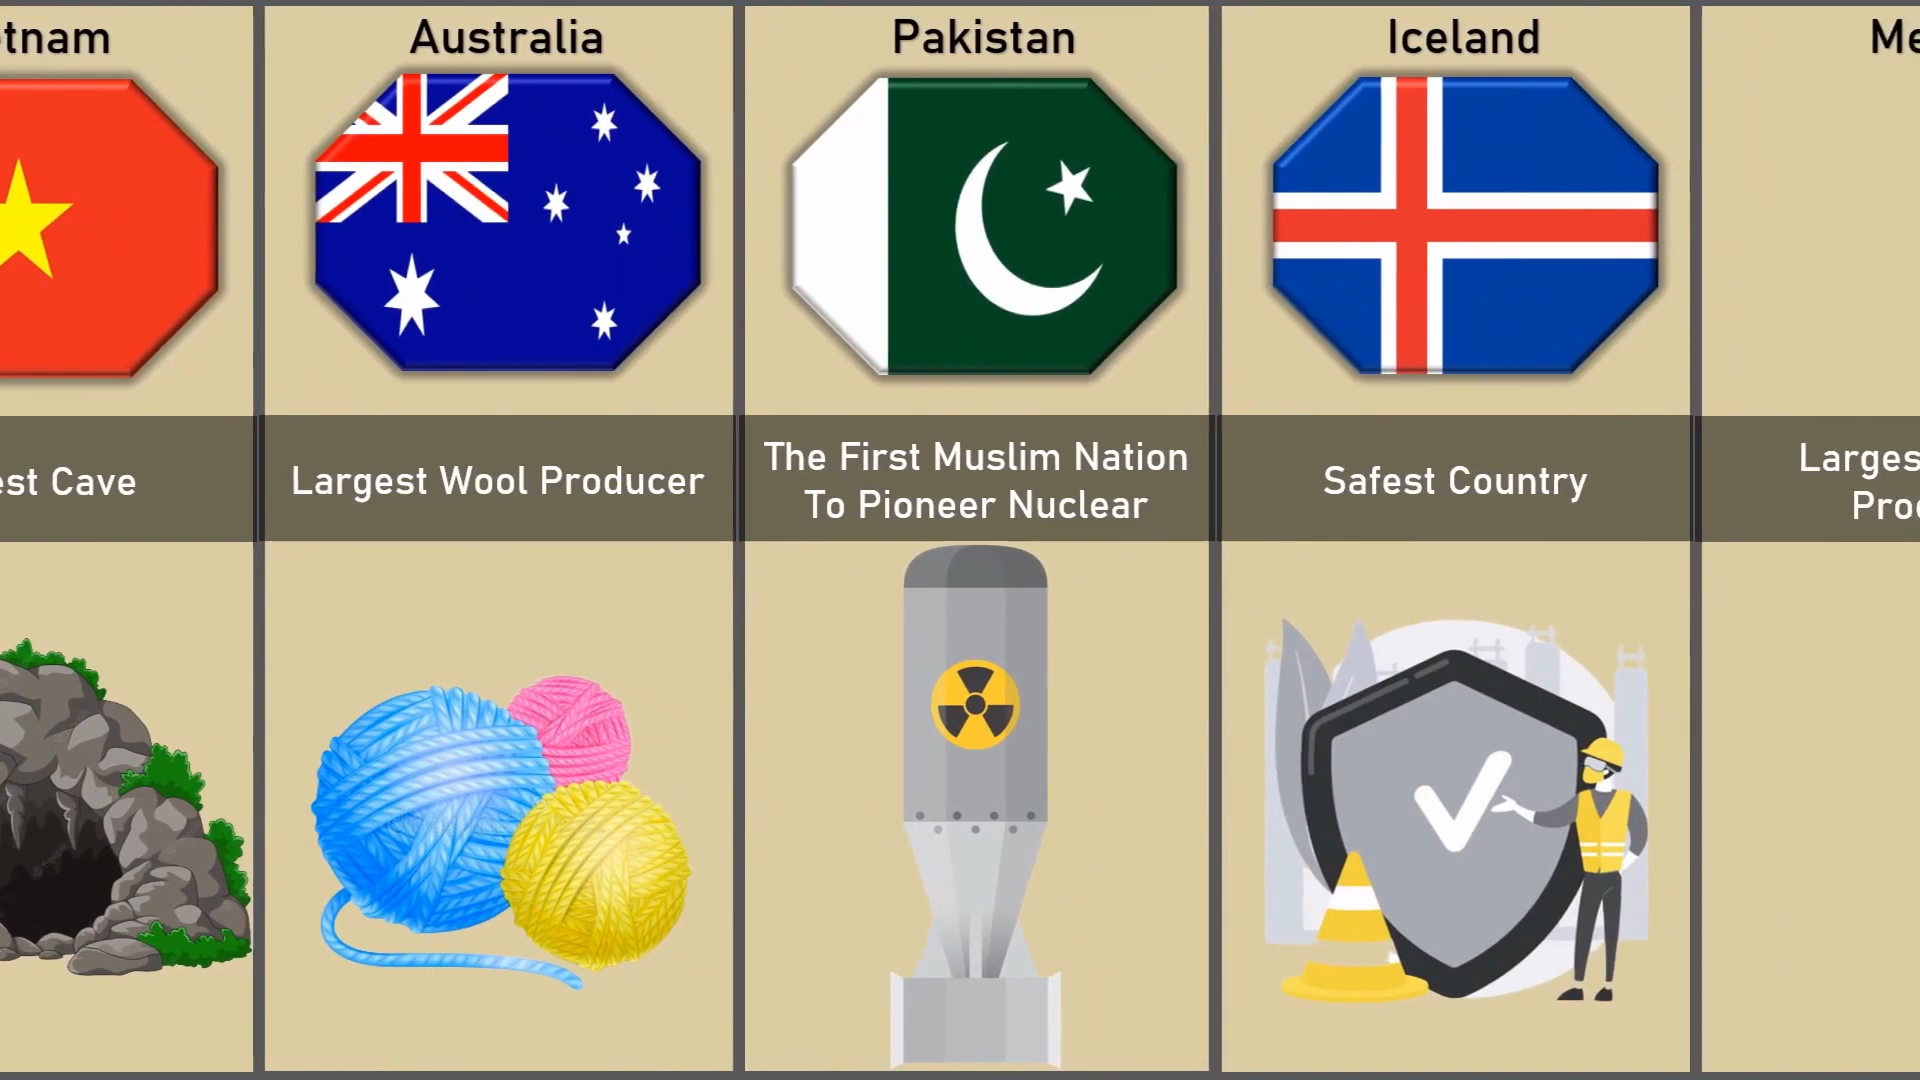 tnam
est Cave
Australia
Largest Wool Producer
Pakistan
The First Muslim Nation
To Pioneer Nuclear
Iceland
Safest Country
Me
Larges
Proc